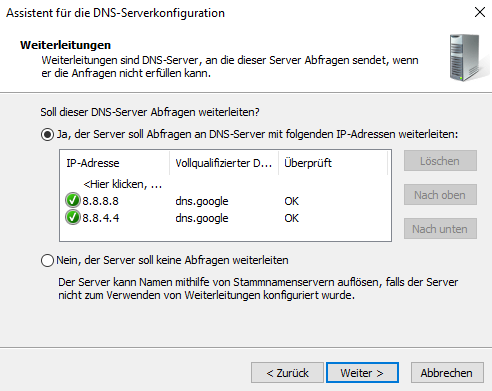 Assistent für die DNS-Serverkonfiguration
Weiterleitungen
Weiterleitungen sind DNS-Server, an die dieser Server Abfragen sendet, wenn
er die Anfragen nicht erfüllen kann.
Soll dieser DNS-Server Abfragen weiterleiten?
Ja, der Server soll Abfragen an DNS-Server mit folgenden IP-Adressen weiterleiten:
IP-Adresse Vollqualifizierter D... Überprüft
<Hier klicken, ...
8.8.8.8 dns.google OK
8.8.4.4 dns.google OK
Löschen
Nach oben
Nach unten
Nein, der Server soll keine Abfragen weiterleiten
Der Server kann Namen mithilfe von Stammnamenservern auflösen, falls der Server
nicht zum Verwenden von Weiterleitungen konfiguriert wurde.
< Zurück Weiter > Abbrechen